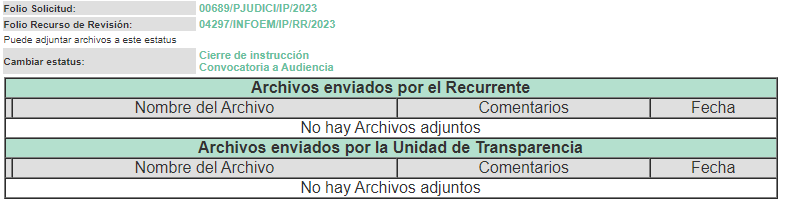 Folio Solicitud: 00689/PJUDICI/IP/2023
Folio Recurso de Revisión: 04297/INFOEM/IP/RR/2023
Puede adjuntar archivos a este estatus
Cambiar estatus: Cierre de instrucción
Convocatoria a Audiencia
Archivos enviados por el Recurrente
Nombre del Archivo Comentarios Fecha
No hay Archivos adjuntos
Archivos enviados por la Unidad de Transparencia
Nombre del Archivo Comentarios Fecha
No hay Archivos adjuntos